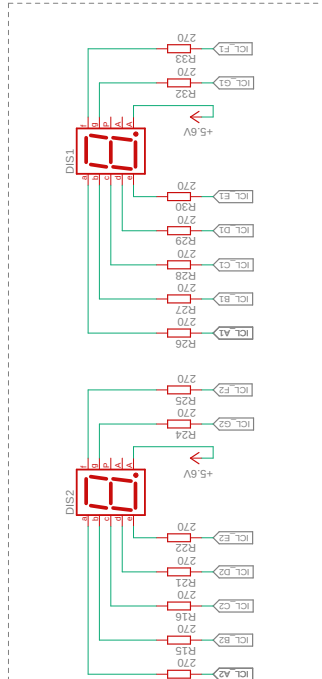 270
ICL_F1
R33
270
ICL_G1
R32
+5.6V
f g P A A
DIS1
a b c d e
270
ICL_E1
R30
270
ICL_D1
R29
270
ICL_C1
R28
270
ICL_B1
R27
270
ICL_A1
R26
270
ICL_F2
R25
270
ICL_G2
R24
+5.6V
f g P A A
DIS2
a b c d e
270
ICL_E2
R22
270
ICL_D2
R21
270
ICL_C2
R16
270
ICL_B2
R15
270
ICL_A2